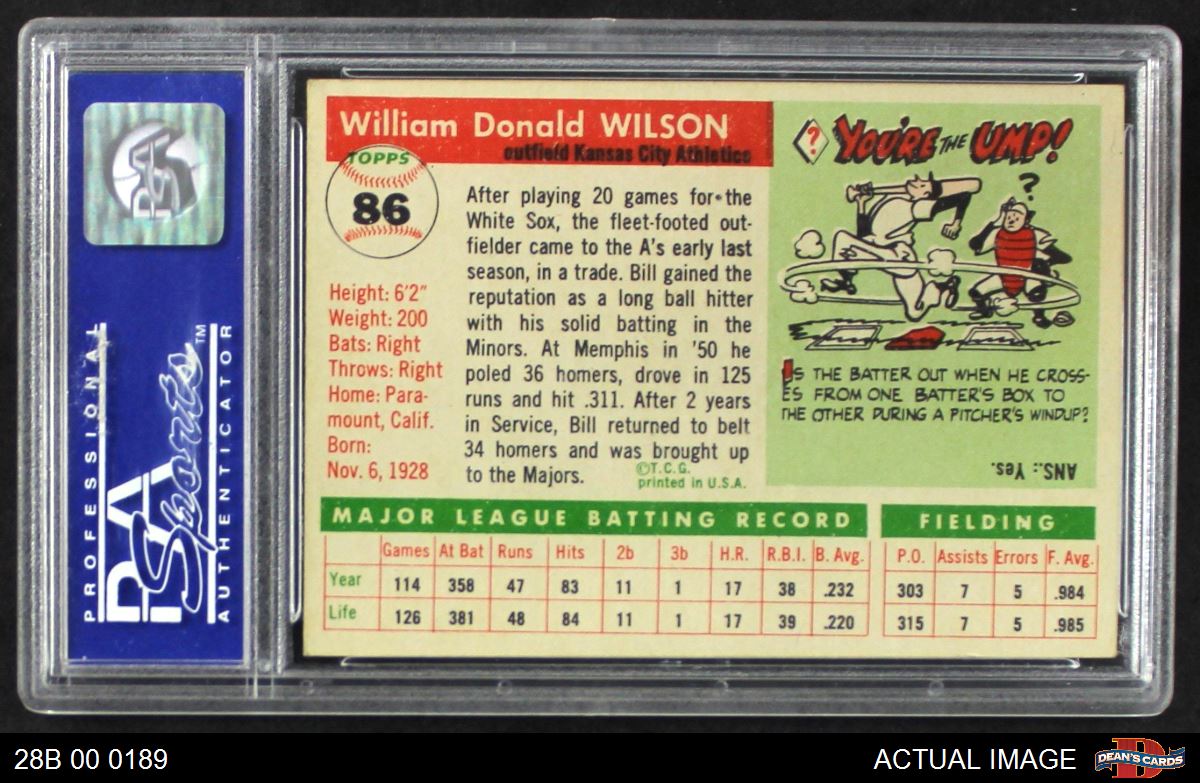 PSA
PROFESSIONAL
PSA Sports™
AUTHENTICATOR
William Donald WILSON
outfield Kansas City Athletics
TOPPS
86
Height: 6'2"
Weight: 200
Bats: Right
Throws: Right
Home: Para-
mount, Calif.
Born:
Nov. 6, 1928
After playing 20 games for the
White Sox, the fleet-footed out-
fielder came to the A's early last
season, in a trade. Bill gained the
reputation as a long ball hitter
with his solid batting in the
Minors. At Memphis in '50 he
poled 36 homers, drove in 125
runs and hit .311. After 2 years
in Service, Bill returned to belt
34 homers and was brought up
to the Majors.
©T.C.G.
printed in U.S.A.
? YOU'RE THE UMP!
?
IS THE BATTER OUT WHEN HE CROSS-
ES FROM ONE BATTER'S BOX TO
THE OTHER DURING A PITCHER'S WINDUP?
ANS.: Yes.
MAJOR LEAGUE BATTING RECORD
Games At Bat Runs Hits 2b 3b H.R. R.B.I. B. Avg.
Year 114 358 47 83 11 1 17 38 .232
Life 126 381 48 84 11 1 17 39 .220
FIELDING
P.O. Assists Errors F. Avg.
303 7 5 .984
315 7 5 .985
28B 00 0189
ACTUAL IMAGE
D
DEAN'S CARDS